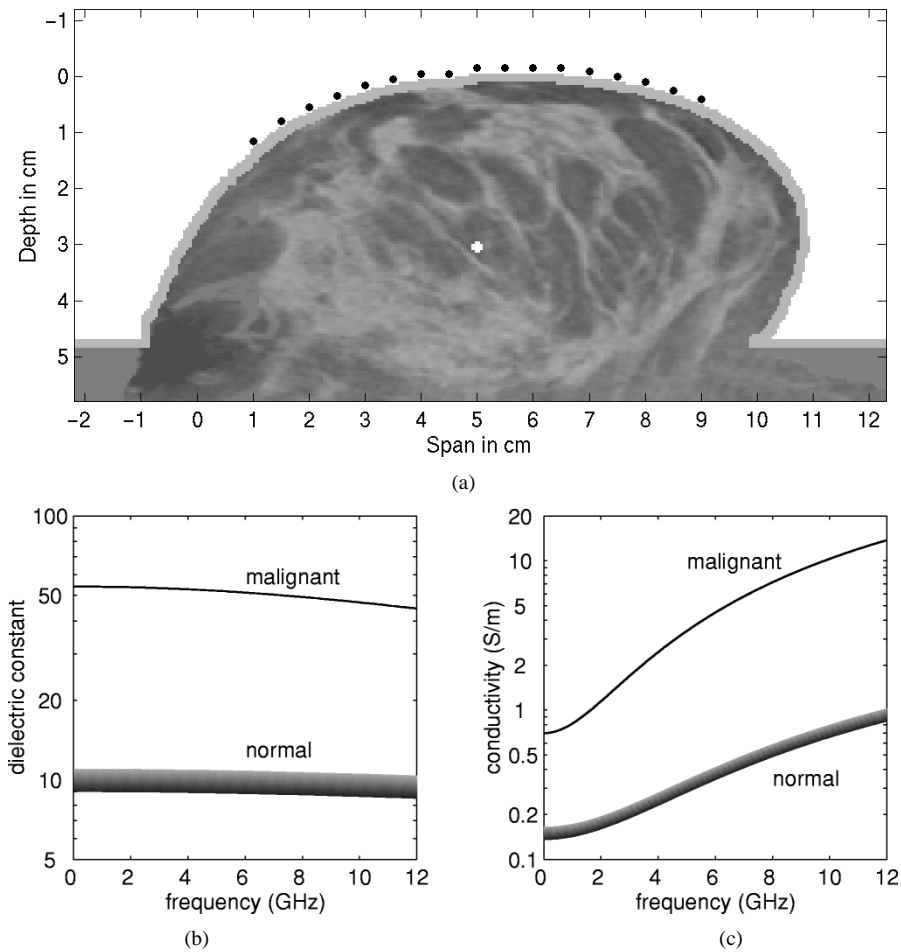 −1
0
1
2
3
4
5
Depth in cm
−2 −1 0 1 2 3 4 5 6 7 8 9 10 11 12
Span in cm
(a)
100
50
20
10
5
dielectric constant
malignant
normal
0 2 4 6 8 10 12
frequency (GHz)
(b)
20
10
5
2
1
0.5
0.2
0.1
conductivity (S/m)
malignant
normal
0 2 4 6 8 10 12
frequency (GHz)
(c)